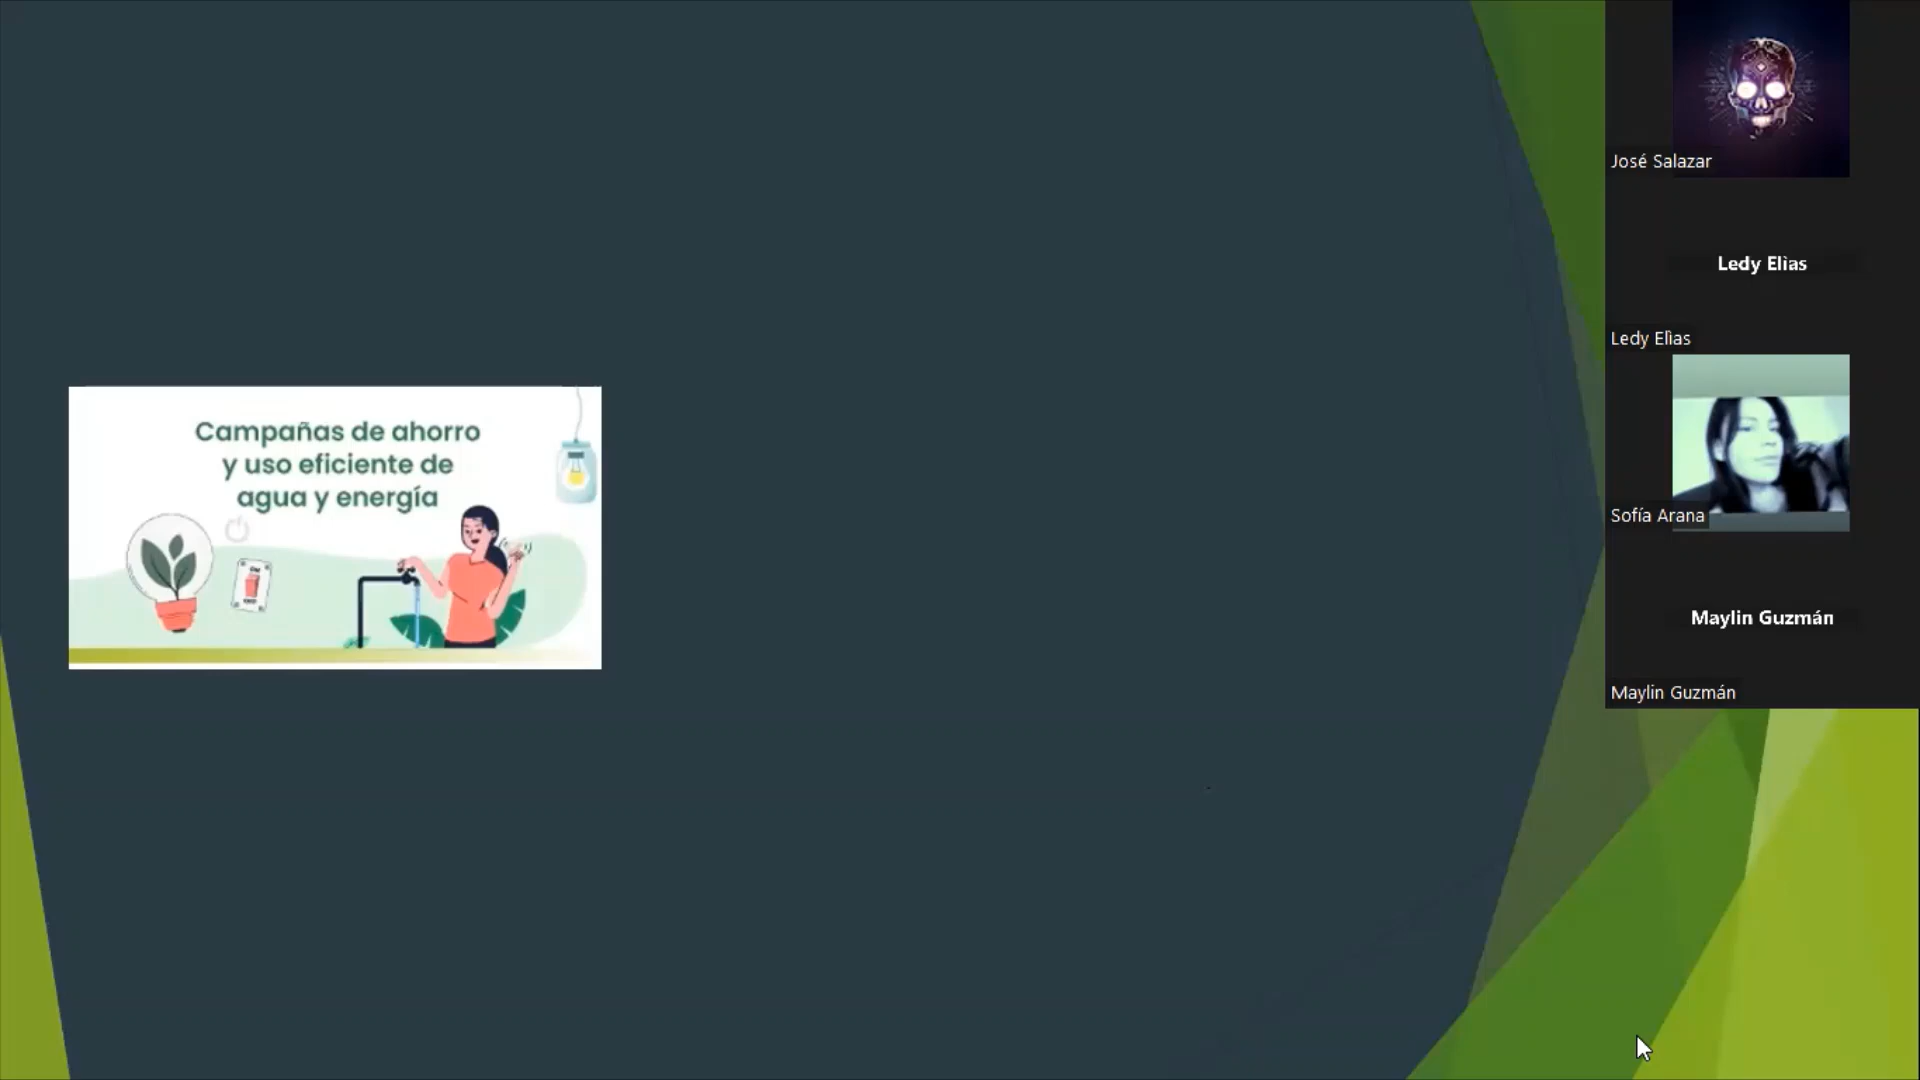 Campañas de ahorro
y uso eficiente de
agua y energía
José Salazar
Ledy Elìas
Ledy Elìas
Sofía Arana
Maylin Guzmán
Maylin Guzmán